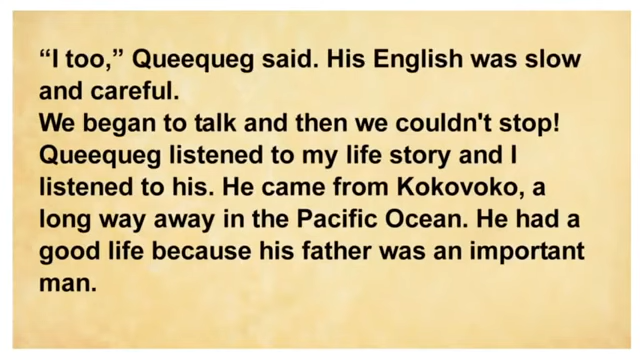 “I too,” Queequeg said. His English was slow
and careful.
We began to talk and then we couldn't stop!
Queequeg listened to my life story and I
listened to his. He came from Kokovoko, a
long way away in the Pacific Ocean. He had a
good life because his father was an important
man.